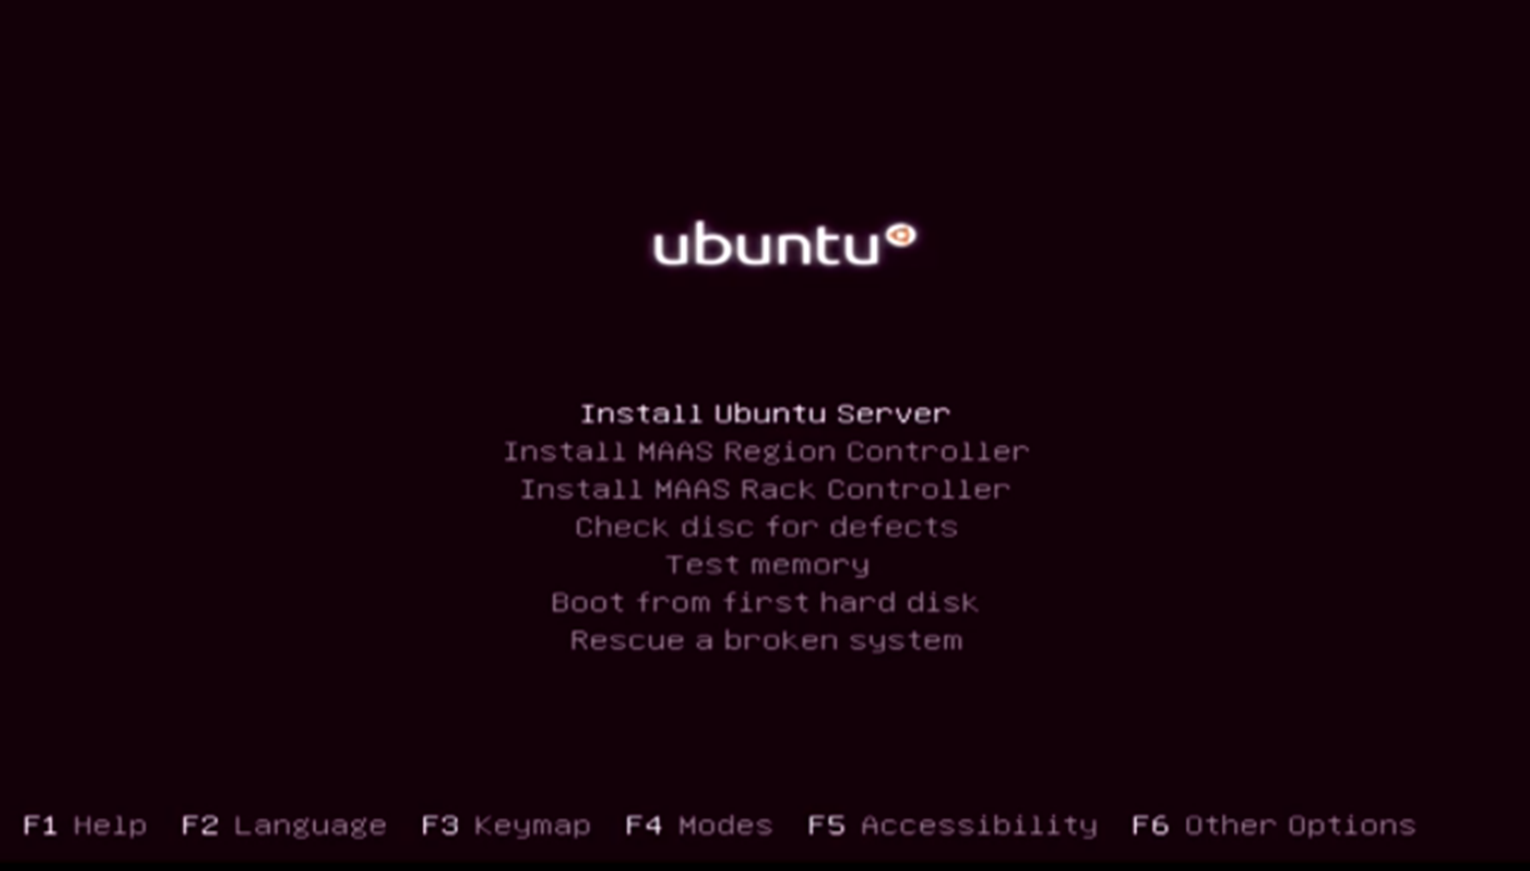 ubuntu
Install Ubuntu Server
Install MAAS Region Controller
Install MAAS Rack Controller
Check disc for defects
Test memory
Boot from first hard disk
Rescue a broken system
F1 Help F2 Language F3 Keymap F4 Modes F5 Accessibility F6 Other Options